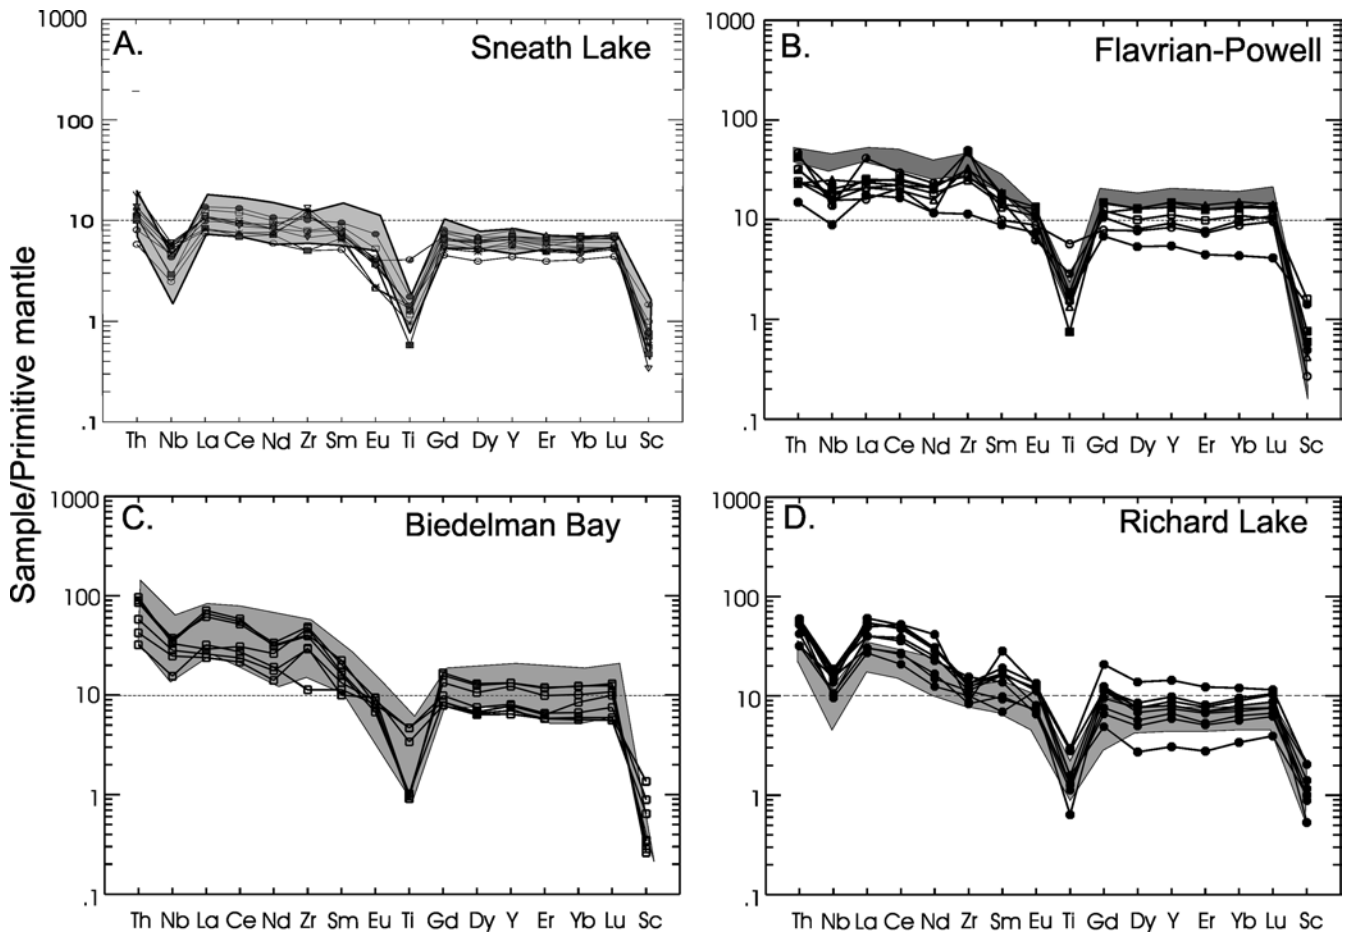 Sample/Primitive mantle
A.
Sneath Lake
1000
100
10
1
.1
Th Nb La Ce Nd Zr Sm Eu Ti Gd Dy Y Er Yb Lu Sc
B.
Flavrian-Powell
1000
100
10
1
.1
Th Nb La Ce Nd Zr Sm Eu Ti Gd Dy Y Er Yb Lu Sc
C.
Biedelman Bay
1000
100
10
1
.1
Th Nb La Ce Nd Zr Sm Eu Ti Gd Dy Y Er Yb Lu Sc
D.
Richard Lake
1000
100
10
1
.1
Th Nb La Ce Nd Zr Sm Eu Ti Gd Dy Y Er Yb Lu Sc